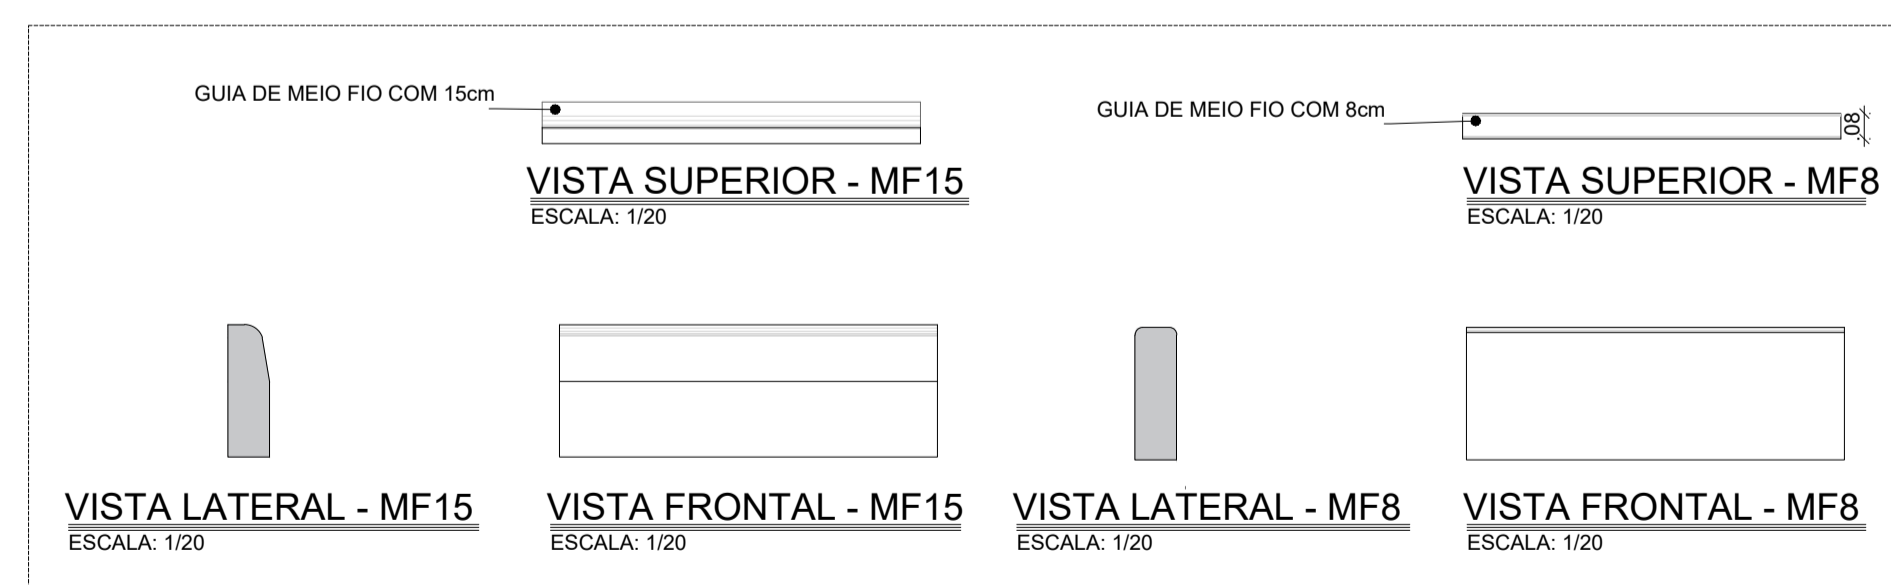 GUIA DE MEIO FIO COM 15cm
GUIA DE MEIO FIO COM 8cm
.08
VISTA SUPERIOR - MF15
ESCALA: 1/20
VISTA SUPERIOR - MF8
ESCALA: 1/20
VISTA LATERAL - MF15
ESCALA: 1/20
VISTA FRONTAL - MF15
ESCALA: 1/20
VISTA LATERAL - MF8
ESCALA: 1/20
VISTA FRONTAL - MF8
ESCALA: 1/20